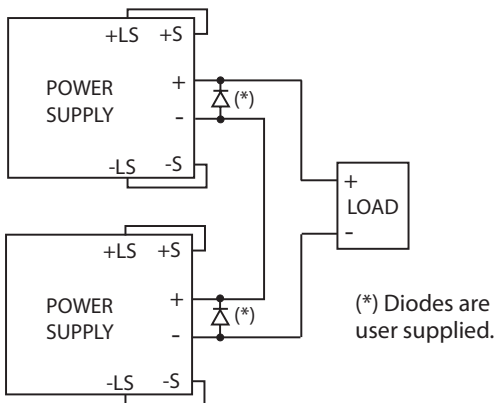 +LS +S
POWER
SUPPLY
+
(*)
-
-LS -S
+
LOAD
-
+LS +S
POWER
SUPPLY
+
(*)
-
-LS -S
(*) Diodes are
user supplied.